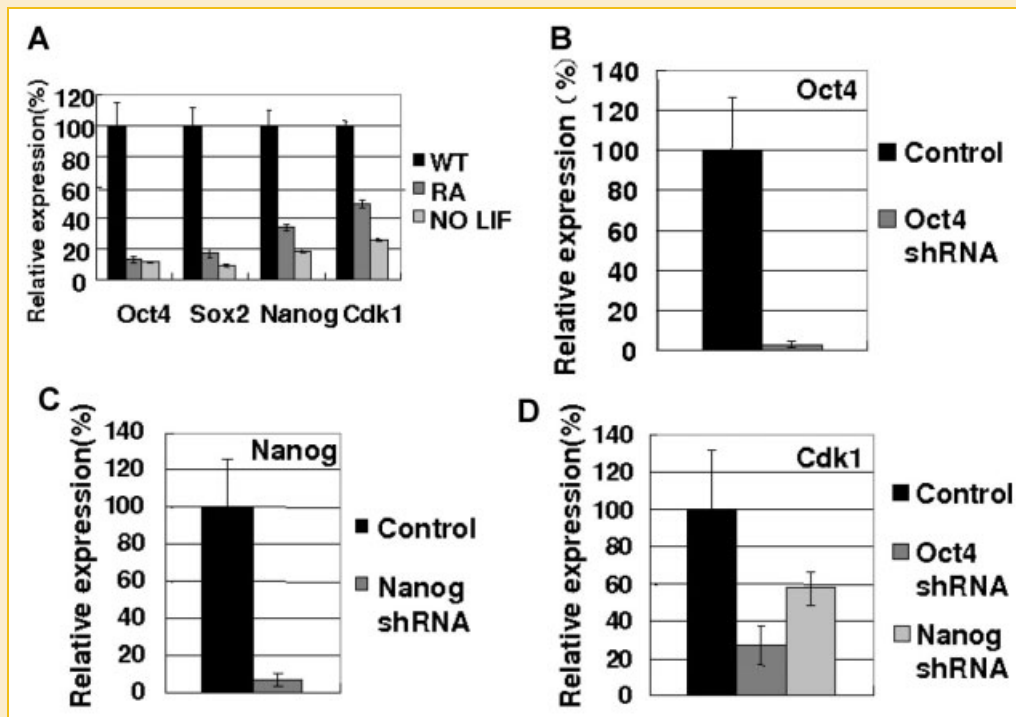 A
Relative expression(%)
120
100
80
60
40
20
0
Oct4 Sox2 Nanog Cdk1
WT
RA
NO LIF
B
Relative expression (%)
140
120
100
80
60
40
20
0
Oct4
Control
Oct4
shRNA
C
Relative expression(%)
140
120
100
80
60
40
20
0
Nanog
Control
Nanog
shRNA
D
Relative expression(%)
140
120
100
80
60
40
20
0
Cdk1
Control
Oct4
shRNA
Nanog
shRNA